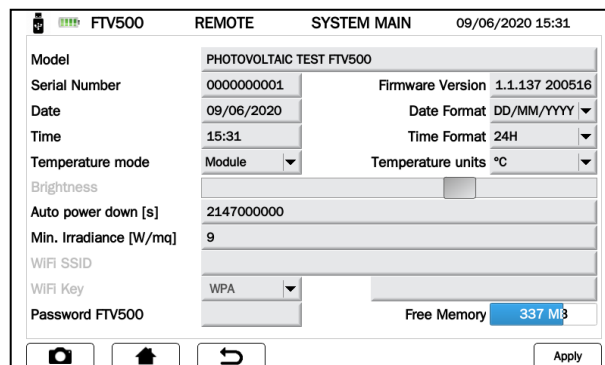 FTV500 REMOTE SYSTEM MAIN 09/06/2020 15:31
Model PHOTOVOLTAIC TEST FTV500
Serial Number 0000000001 Firmware Version 1.1.137 200516
Date 09/06/2020 Date Format DD/MM/YYYY
Time 15:31 Time Format 24H
Temperature mode Module Temperature units °C
Brightness
Auto power down [s] 2147000000
Min. Irradiance [W/mq] 9
WiFi SSID
WiFi Key WPA
Password FTV500 Free Memory 337 MB
Apply